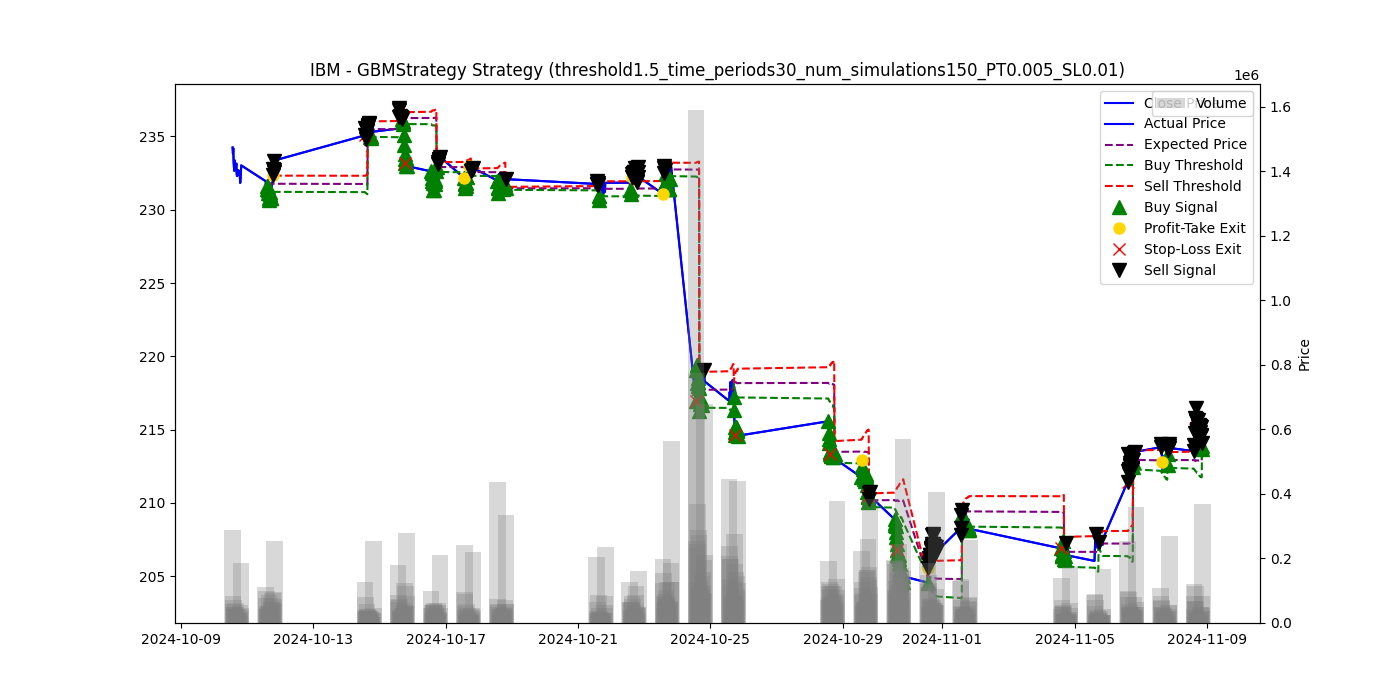 IBM - GBMStrategy Strategy (threshold1.5_time_periods30_num_simulations150_PT0.005_SL0.01)
1e6
235
230
225
220
215
210
205
1.6
1.4
1.2
1.0
0.8
0.6
0.4
0.2
0.0
Price
Volume
Actual Price
Expected Price
Buy Threshold
Sell Threshold
Buy Signal
Profit-Take Exit
Stop-Loss Exit
Sell Signal
2024-10-09
2024-10-13
2024-10-17
2024-10-21
2024-10-25
2024-10-29
2024-11-01
2024-11-05
2024-11-09